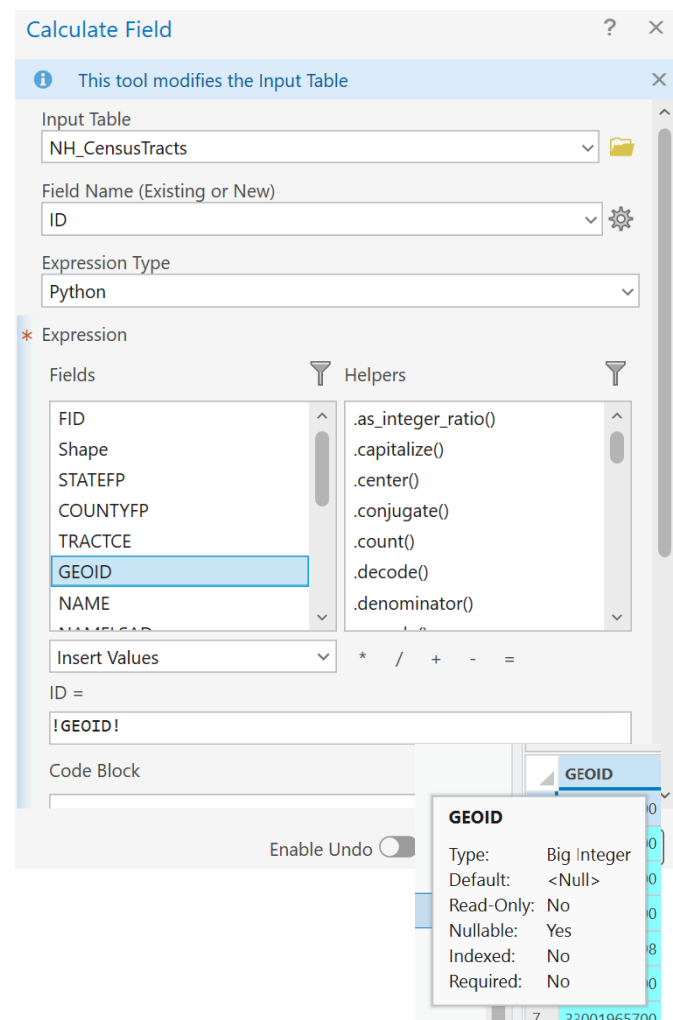 Calculate Field ? ×
This tool modifies the Input Table ×
Input Table
NH_CensusTracts
Field Name (Existing or New)
ID
Expression Type
Python
* Expression
Fields Helpers
FID .as_integer_ratio()
Shape .capitalize()
STATEFP .center()
COUNTYFP .conjugate()
TRACTCE .count()
GEOID .decode()
NAME .denominator()
Insert Values * / + - =
ID =
!GEOID!
Code Block
GEOID
GEOID
Enable Undo
Type: Big Integer
Default: <Null>
Read-Only: No
Nullable: Yes
Indexed: No
Required: No
7 33001965700